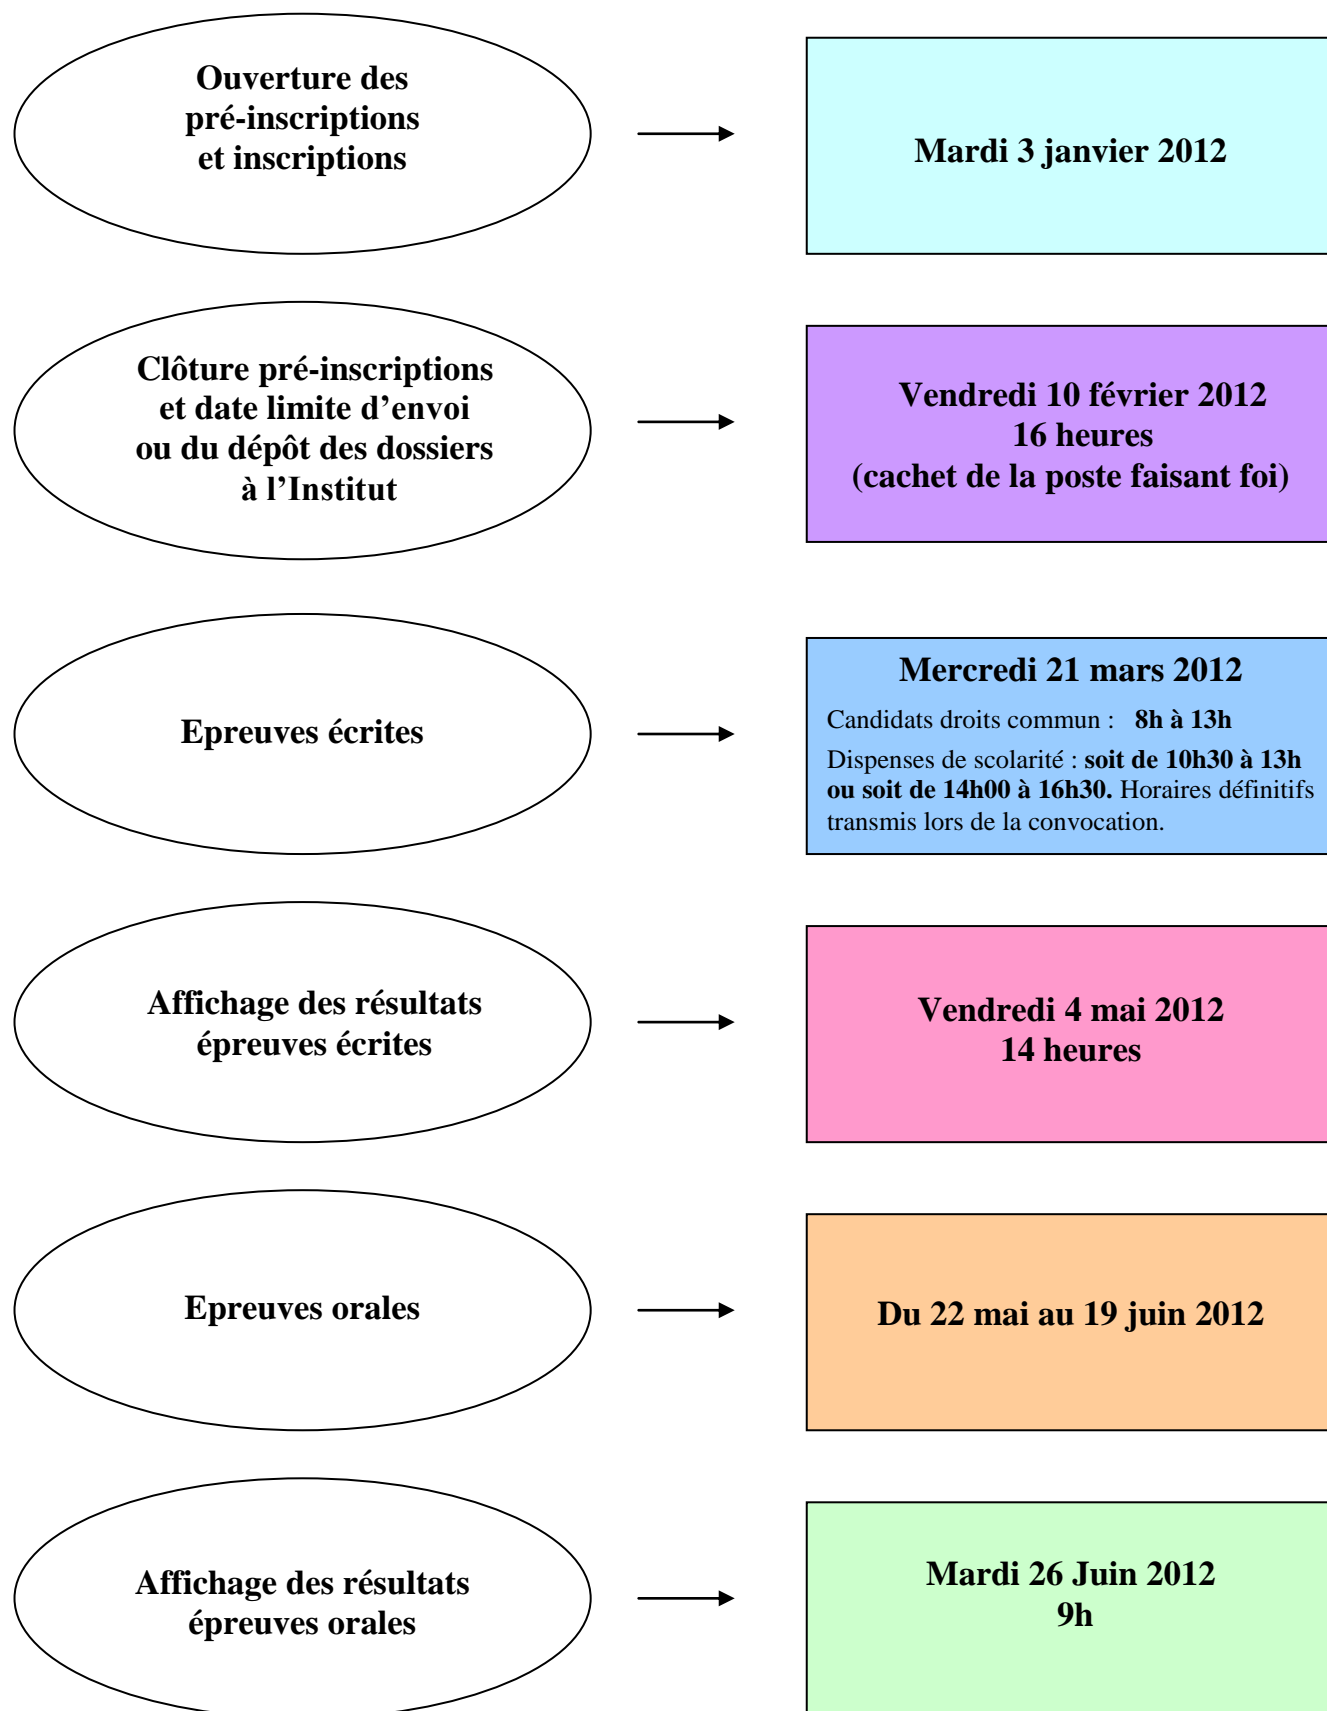 Ouverture des
pré-inscriptions
et inscriptions
Mardi 3 janvier 2012
Clôture pré-inscriptions
et date limite d’envoi
ou du dépôt des dossiers
à l’Institut
Vendredi 10 février 2012
16 heures
(cachet de la poste faisant foi)
Epreuves écrites
Mercredi 21 mars 2012
Candidats droits commun : 8h à 13h
Dispenses de scolarité : soit de 10h30 à 13h
ou soit de 14h00 à 16h30. Horaires définitifs
transmis lors de la convocation.
Affichage des résultats
épreuves écrites
Vendredi 4 mai 2012
14 heures
Epreuves orales
Du 22 mai au 19 juin 2012
Affichage des résultats
épreuves orales
Mardi 26 Juin 2012
9h